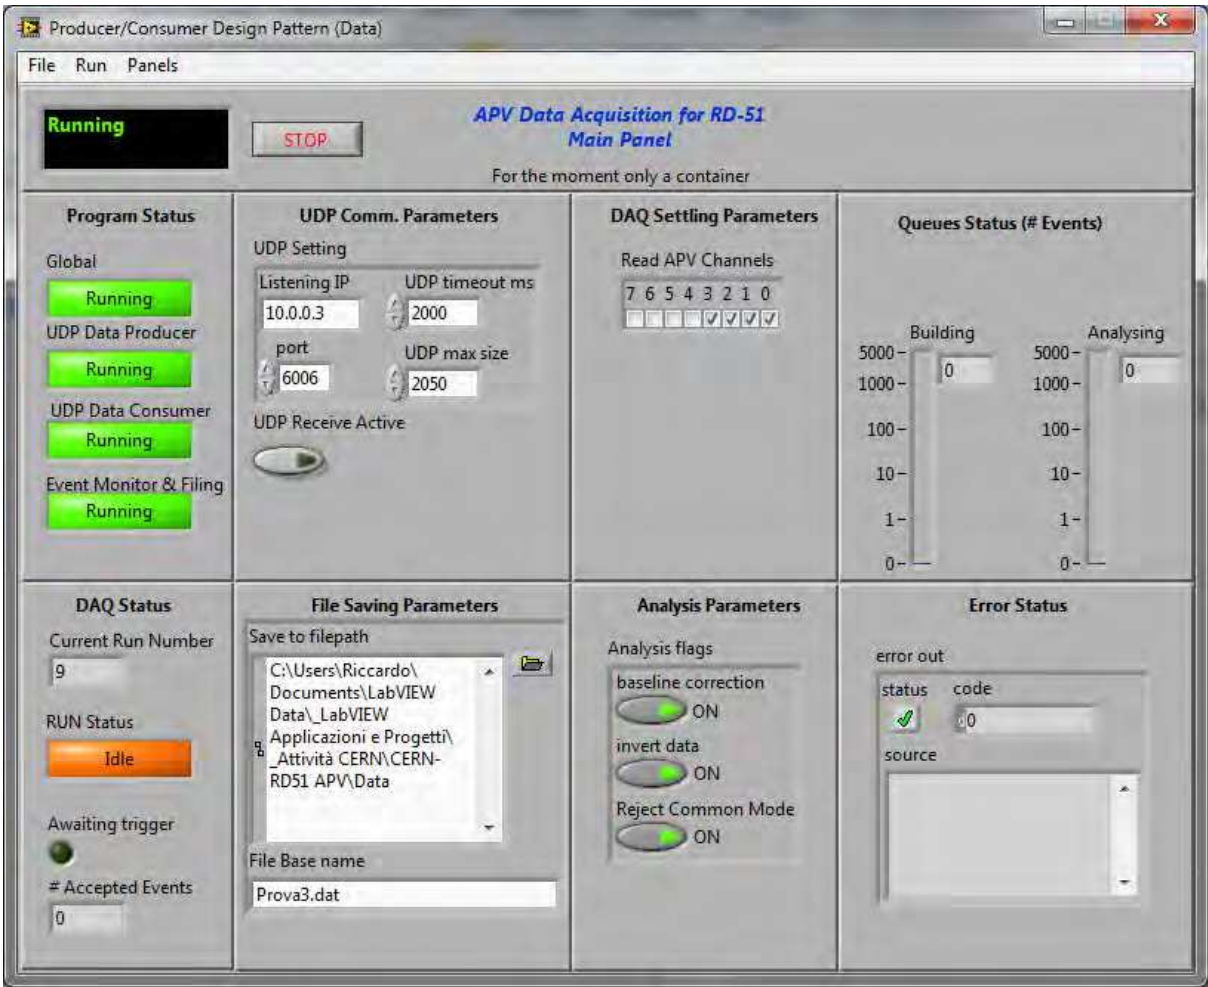 Producer/Consumer Design Pattern (Data)
File Run Panels
Running
STOP
APV Data Acquisition for RD-51
Main Panel
For the moment only a container
Program Status
Global
Running
UDP Data Producer
Running
UDP Data Consumer
Running
Event Monitor & Filing
Running
UDP Comm. Parameters
UDP Setting
Listening IP
10.0.0.3
UDP timeout ms
2000
port
6006
UDP max size
2050
UDP Receive Active
DAQ Settling Parameters
Read APV Channels
7 6 5 4 3 2 1 0
Queues Status (# Events)
Building
0
5000
1000
100
10
1
0
Analysing
0
5000
1000
100
10
1
0
DAQ Status
Current Run Number
9
RUN Status
Idle
Awaiting trigger
# Accepted Events
0
File Saving Parameters
Save to filepath
C:\Users\Riccardo\
Documents\LabVIEW
Data\_LabVIEW
Applicazioni e Progetti\
_Attività CERN\CERN-
RD51 APV\Data
File Base name
Prova3.dat
Analysis Parameters
Analysis flags
baseline correction
ON
invert data
ON
Reject Common Mode
ON
Error Status
error out
status
code
d0
source